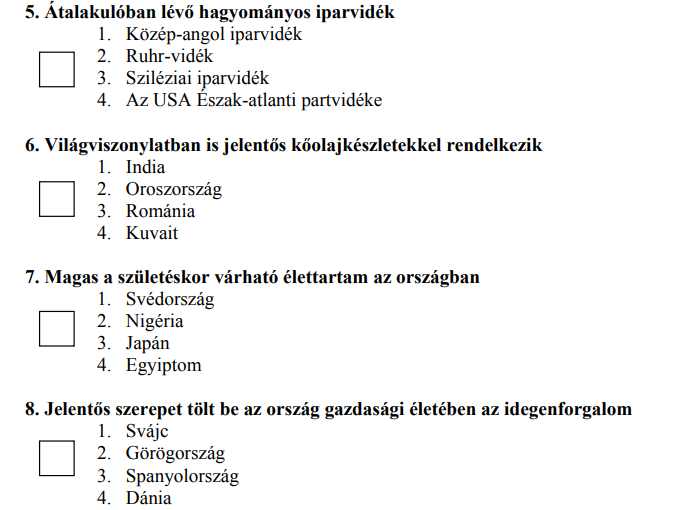 5. Átalakulóban lévő hagyományos iparvidék
1. Közép-angol iparvidék
2. Ruhr-vidék
3. Sziléziai iparvidék
4. Az USA Észak-atlanti partvidéke
6. Világviszonylatban is jelentős kőolajkészletekkel rendelkezik
1. India
2. Oroszország
3. Románia
4. Kuvait
7. Magas a születéskor várható élettartam az országban
1. Svédország
2. Nigéria
3. Japán
4. Egyiptom
8. Jelentős szerepet tölt be az ország gazdasági életében az idegenforgalom
1. Svájc
2. Görögország
3. Spanyolország
4. Dánia